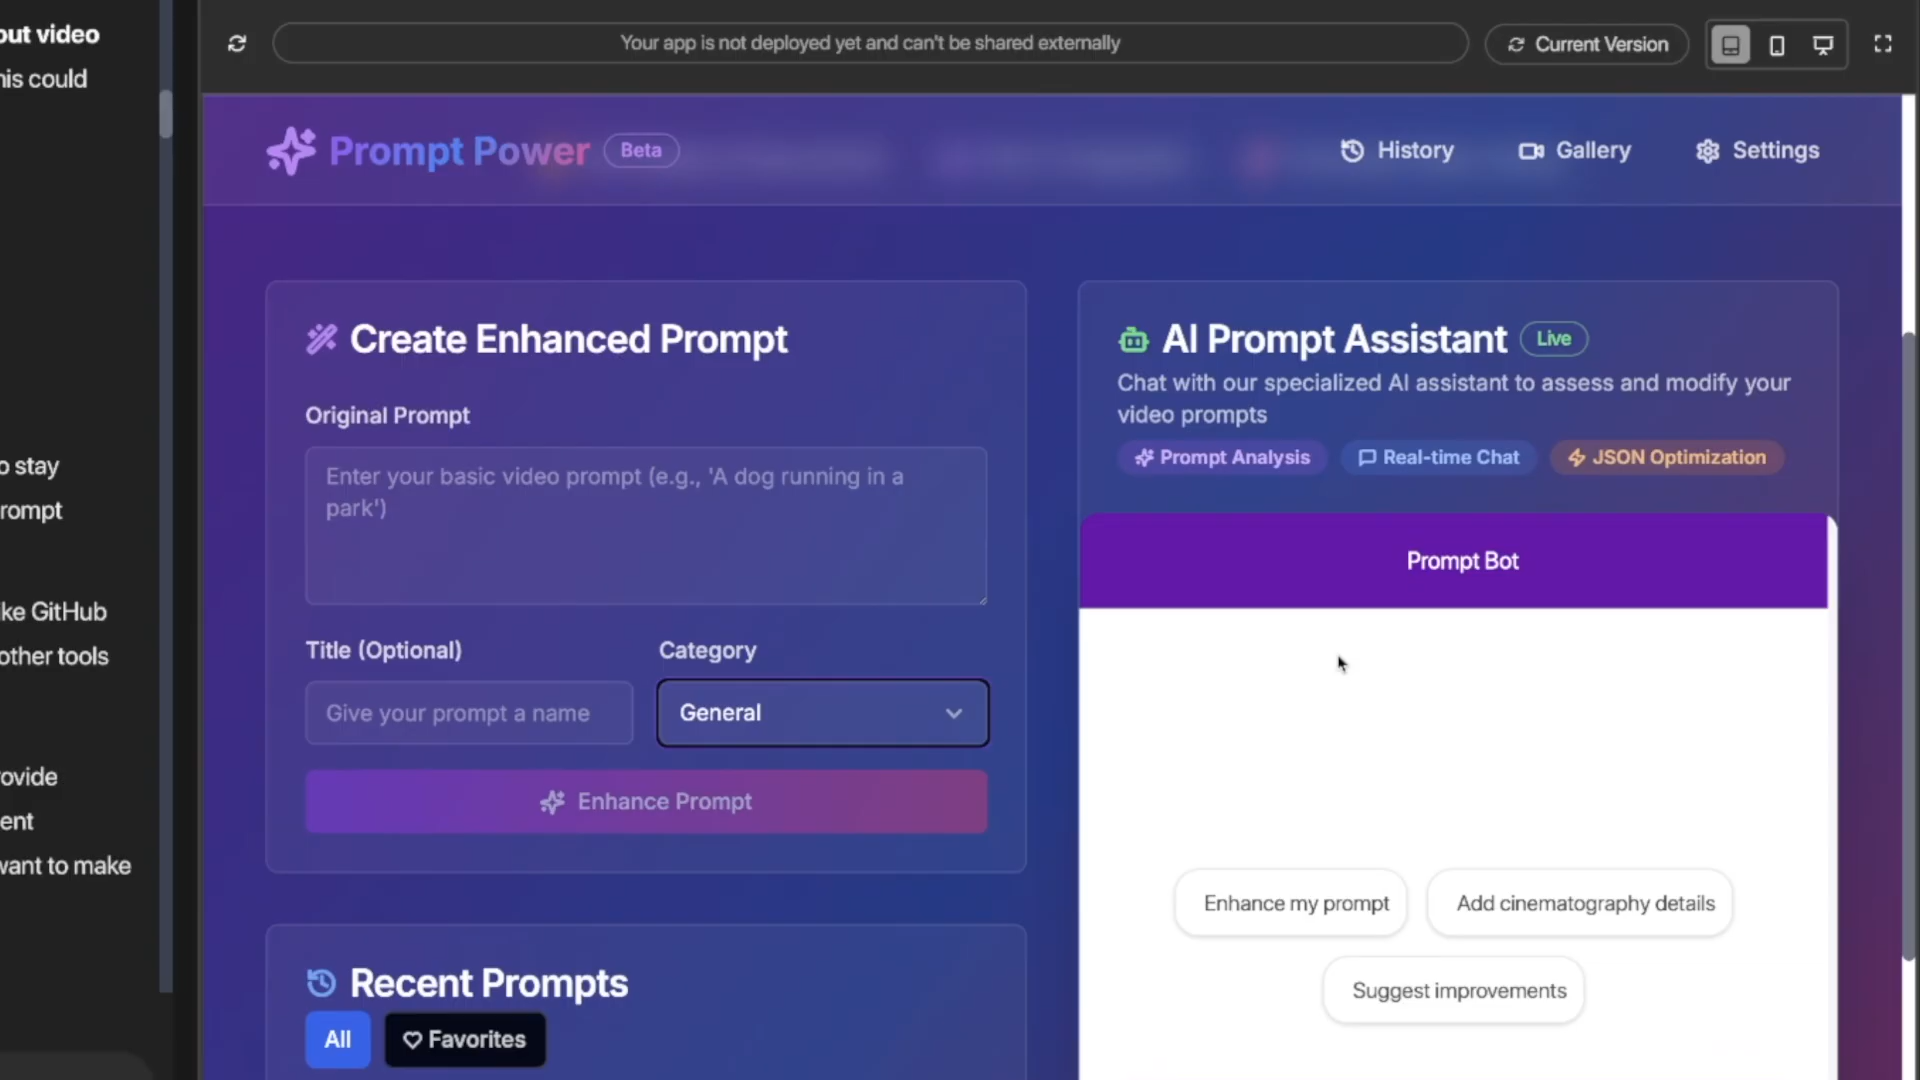 out video
his could
o stay
rompt
ke GitHub
other tools
rovide
ent
want to make
Your app is not deployed yet and can't be shared externally
Current Version
Prompt Power
Beta
History
Gallery
Settings
Create Enhanced Prompt
Original Prompt
Enter your basic video prompt (e.g., 'A dog running in a
park')
Title (Optional)
Category
Give your prompt a name
General
Enhance Prompt
Recent Prompts
All
Favorites
AI Prompt Assistant
Live
Chat with our specialized AI assistant to assess and modify your
video prompts
Prompt Analysis
Real-time Chat
JSON Optimization
Prompt Bot
Enhance my prompt
Add cinematography details
Suggest improvements